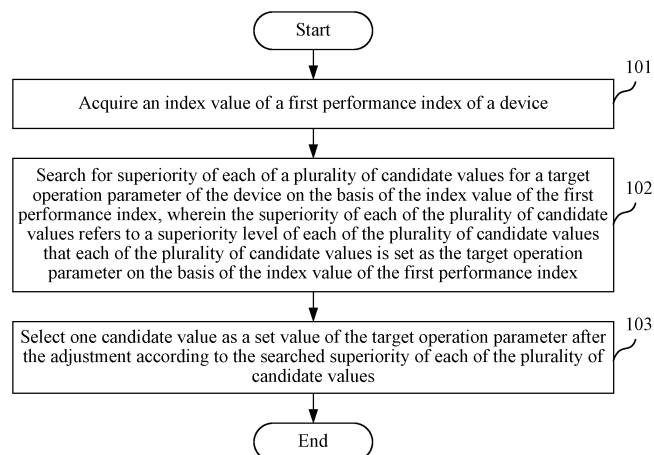 Start
101
Acquire an index value of a first performance index of a device
102
Search for superiority of each of a plurality of candidate values for a target
operation parameter of the device on the basis of the index value of the first
performance index, wherein the superiority of each of the plurality of candidate
values refers to a superiority level of each of the plurality of candidate values
that each of the plurality of candidate values is set as the target operation
parameter on the basis of the index value of the first performance index
103
Select one candidate value as a set value of the target operation parameter after
the adjustment according to the searched superiority of each of the plurality of
candidate values
End